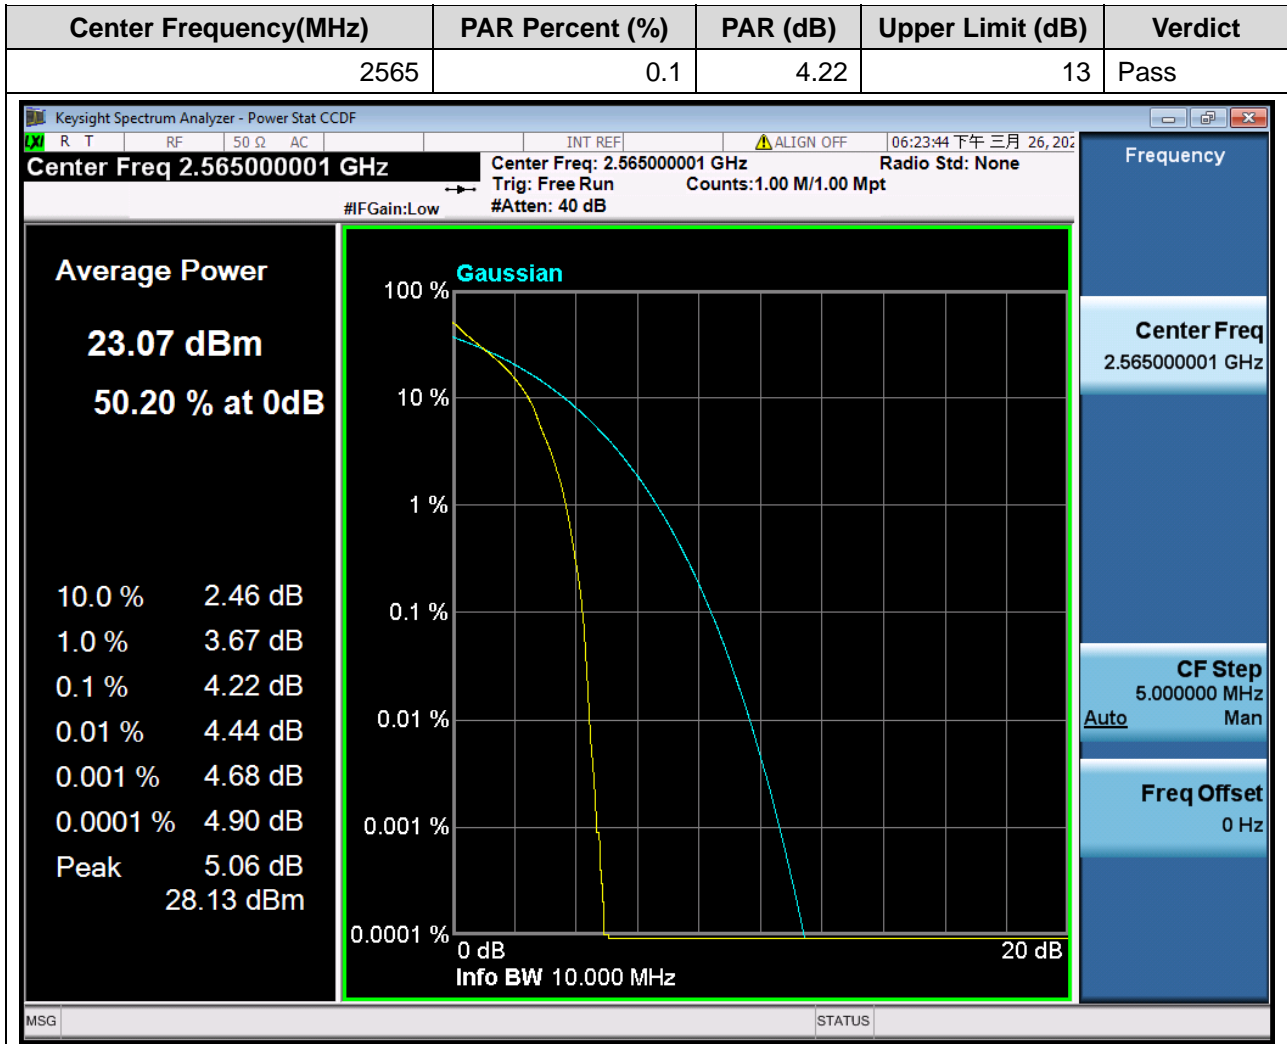 Center Frequency(MHz) PAR Percent (%) PAR (dB) Upper Limit (dB) Verdict
2565 0.1 4.22 13 Pass
Keysight Spectrum Analyzer - Power Stat CCDF
LXI R T RF 50 Ω AC INT REF ALIGN OFF 06:23:44 下午 三月 26, 202
Center Freq 2.565000001 GHz
Center Freq: 2.565000001 GHz Radio Std: None
Trig: Free Run Counts:1.00 M/1.00 Mpt
#IFGain:Low #Atten: 40 dB
Average Power
23.07 dBm
50.20 % at 0dB
10.0 % 2.46 dB
1.0 % 3.67 dB
0.1 % 4.22 dB
0.01 % 4.44 dB
0.001 % 4.68 dB
0.0001 % 4.90 dB
Peak 5.06 dB
28.13 dBm
Gaussian
100 %
10 %
1 %
0.1 %
0.01 %
0.001 %
0.0001 %
0 dB 20 dB
Info BW 10.000 MHz
Frequency
Center Freq
2.565000001 GHz
CF Step
5.000000 MHz
Auto Man
Freq Offset
0 Hz
MSG STATUS